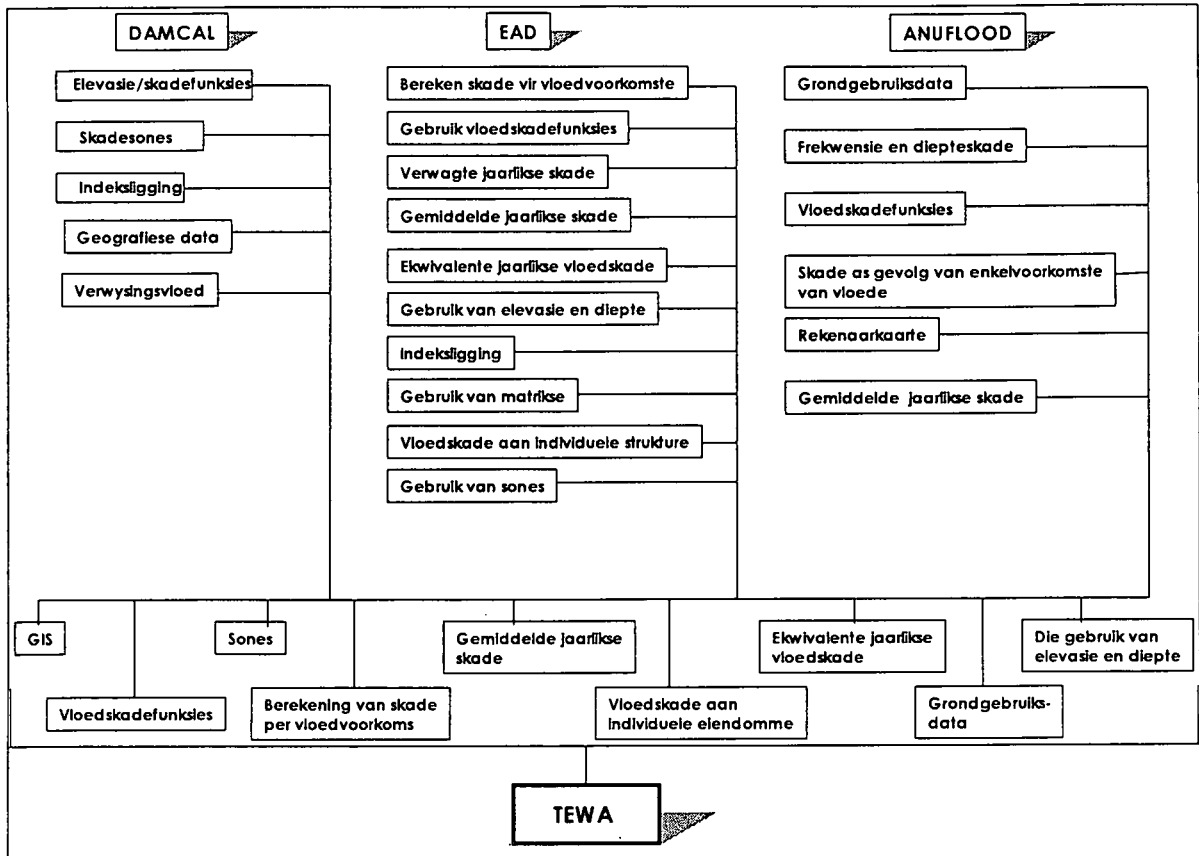 DAMCAL
Elevasie/skadefunksies
Skadesones
Indeksligging
Geografiese data
Verwysingsvloed
EAD
Bereken skade vir vloedvoorkomste
Gebruik vloedskadefunksies
Verwagte jaarlikse skade
Gemiddelde jaarlikse skade
Ekwivalente jaarlikse vloedskade
Gebruik van elevasie en diepte
Indeksligging
Gebruik van matrikse
Vloedskade aan individuele strukture
Gebruik van sones
ANUFLOOD
Grondgebruiksdata
Frekwensie en diepteskade
Vloedskadefunksies
Skade as gevolg van enkelvoorkomste
van vloede
Rekenaarkaarte
Gemiddelde jaarlikse skade
GIS
Vloedskadefunksies
Sones
Berekening van skade
per vloedvoorkoms
Gemiddelde jaarlikse
skade
Vloedskade aan
individuele eiendomme
Ekwivalente jaarlikse
vloedskade
Grondgebruiks-
data
Die gebruik van
elevasie en diepte
TEWA